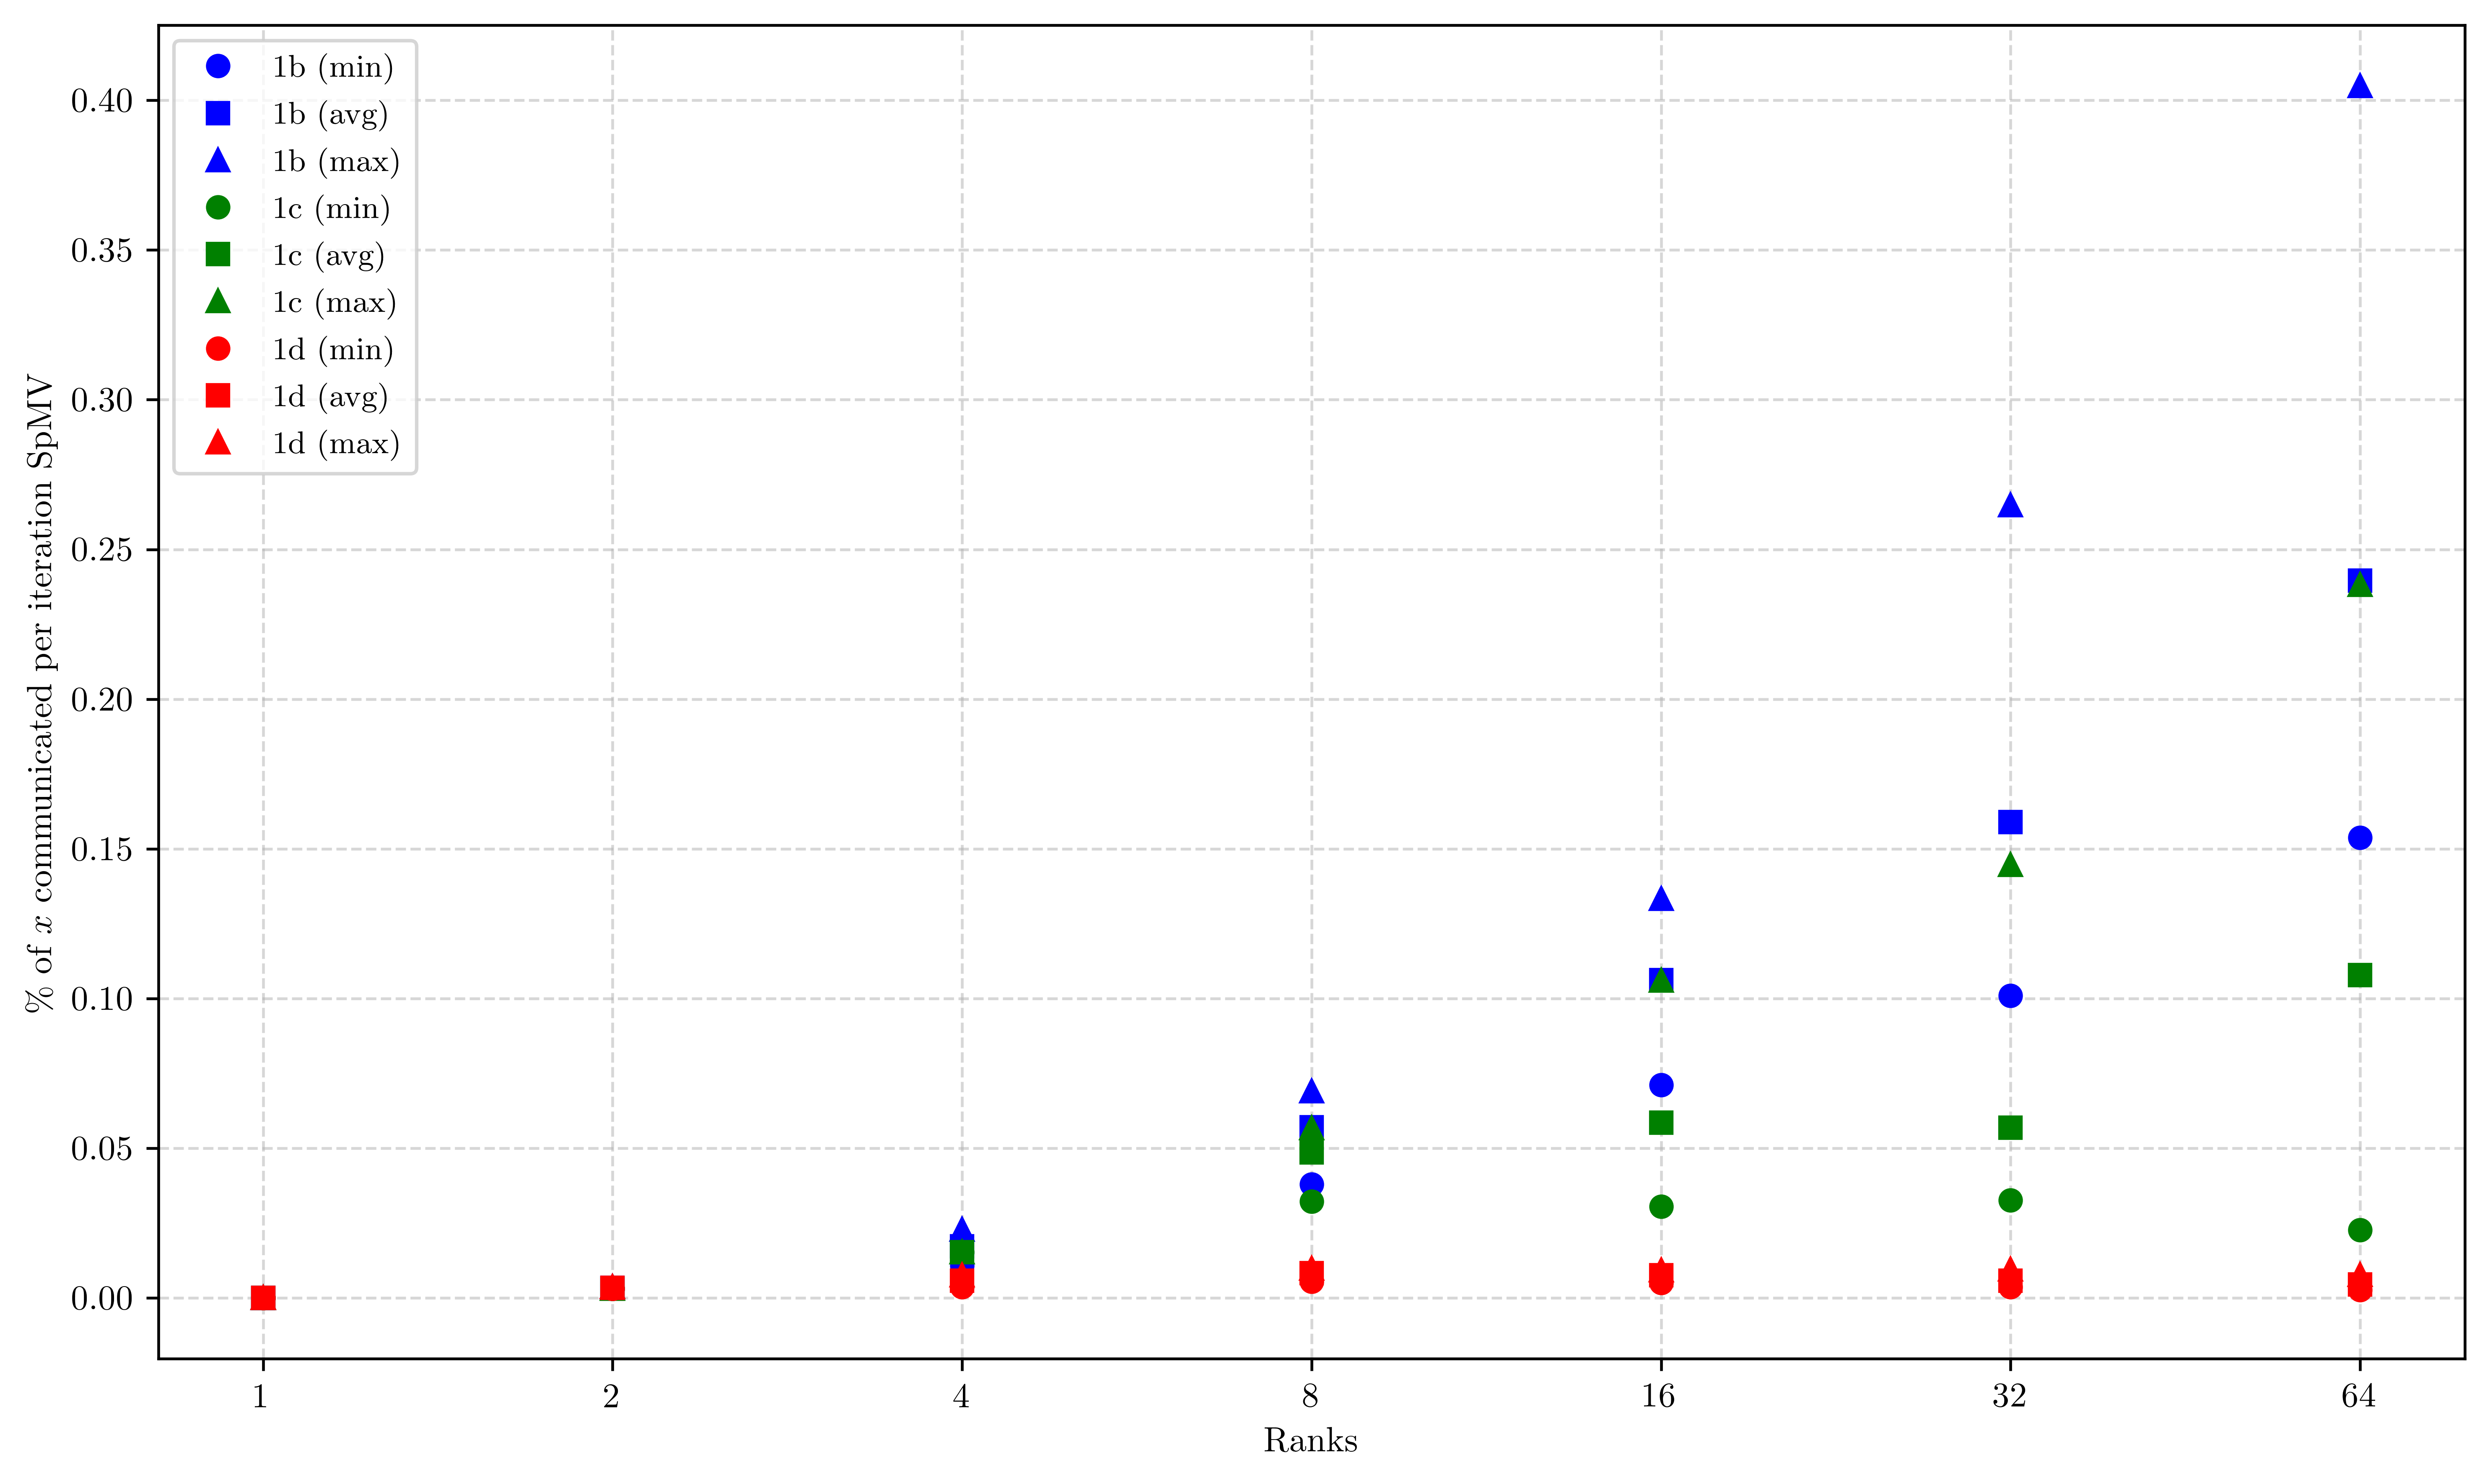 1b (min)
1b (avg)
1b (max)
1c (min)
1c (avg)
1c (max)
1d (min)
1d (avg)
1d (max)
% of x communicated per iteration SpMV
0.40
0.35
0.30
0.25
0.20
0.15
0.10
0.05
0.00
1 2 4 8 16 32 64
Ranks